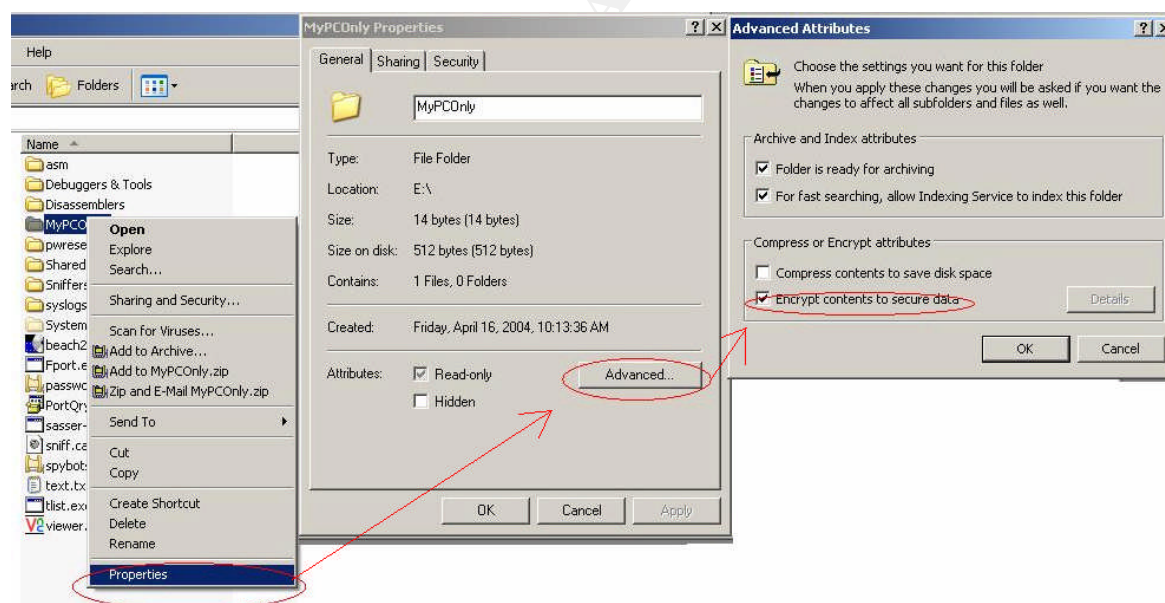 Help
arch Folders
Name
asm
Debuggers & Tools
Disassemblers
MyPCO
pwrese
Shared
Sniffers
syslogs
System
beach2
Fport.e
passwo
PortQry
sasser-
sniff.ca
spybots
text.tx
tlist.exe
viewer.
Open
Explore
Search...
Sharing and Security...
Scan for Viruses...
Add to Archive...
Add to MyPCOnly.zip
Zip and E-Mail MyPCOnly.zip
Send To
Cut
Copy
Create Shortcut
Delete
Rename
Properties
MyPCOnly Properties
General Sharing Security
MyPCOnly
Type: File Folder
Location: E:\
Size: 14 bytes (14 bytes)
Size on disk: 512 bytes (512 bytes)
Contains: 1 Files, 0 Folders
Created: Friday, April 16, 2004, 10:13:36 AM
Attributes: Read-only Advanced...
Hidden
OK Cancel Apply
Advanced Attributes
Choose the settings you want for this folder
When you apply these changes you will be asked if you want the
changes to affect all subfolders and files as well.
Archive and Index attributes
Folder is ready for archiving
For fast searching, allow Indexing Service to index this folder
Compress or Encrypt attributes
Compress contents to save disk space
Encrypt contents to secure data
Details
OK Cancel